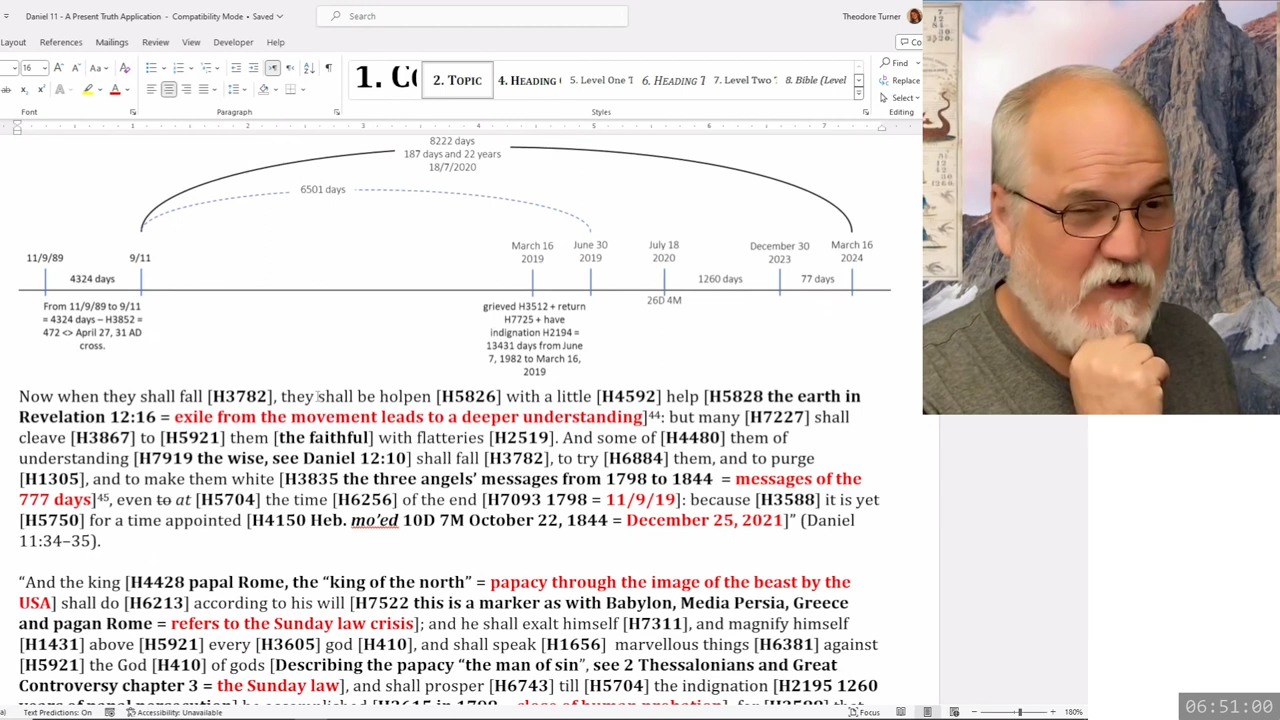 Daniel 11 - A Present Truth Application - Compatibility Mode • Saved
Search
Theodore Turner
Layout References Mailings Review View Developer Help
Co
16
Aa
Find
Replace
Select
1. Co
2. Topic
4. Heading
5. Level One T
6. Heading T
7. Level Two T
8. Bible (Level
Font
Paragraph
Styles
Editing
1 2 3 4 5 6 7
8222 days
187 days and 22 years
18/7/2020
6501 days
11/9/89
9/11
March 16
2019
June 30
2019
July 18
2020
December 30
2023
March 16
2024
4324 days
1260 days
77 days
26D 4M
From 11/9/89 to 9/11
= 4324 days – H3852 =
472 <> April 27, 31 AD
cross.
grieved H3512 + return
H7725 + have
indignation H2194 =
13431 days from June
7, 1982 to March 16,
2019
Now when they shall fall [H3782], they shall be holpen [H5826] with a little [H4592] help [H5828 the earth in
Revelation 12:16 = exile from the movement leads to a deeper understanding]44: but many [H7227] shall
cleave [H3867] to [H5921] them [the faithful] with flatteries [H2519]. And some of [H4480] them of
understanding [H7919 the wise, see Daniel 12:10] shall fall [H3782], to try [H6884] them, and to purge
[H1305], and to make them white [H3835 the three angels’ messages from 1798 to 1844 = messages of the
777 days]45, even to at [H5704] the time [H6256] of the end [H7093 1798 = 11/9/19]: because [H3588] it is yet
[H5750] for a time appointed [H4150 Heb. mo’ed 10D 7M October 22, 1844 = December 25, 2021]” (Daniel
11:34–35).
“And the king [H4428 papal Rome, the “king of the north” = papacy through the image of the beast by the
USA] shall do [H6213] according to his will [H7522 this is a marker as with Babylon, Media Persia, Greece
and pagan Rome = refers to the Sunday law crisis]; and he shall exalt himself [H7311], and magnify himself
[H1431] above [H5921] every [H3605] god [H410], and shall speak [H1656] marvellous things [H6381] against
[H5921] the God [H410] of gods [Describing the papacy “the man of sin”, see 2 Thessalonians and Great
Controversy chapter 3 = the Sunday law], and shall prosper [H6743] till [H5704] the indignation [H2195 1260
Text Predictions: On
Accessibility: Unavailable
Focus
180%
06:51:00